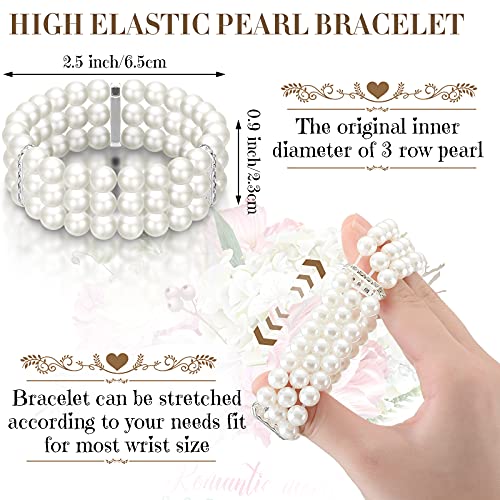 HIGH ELASTIC PEARL BRACELET
2.5 inch/6.5cm
0.9 inch/2.3cm
The original inner
diameter of 3 row pearl
Bracelet can be stretched
according to your needs fit
for most wrist size
Romantic